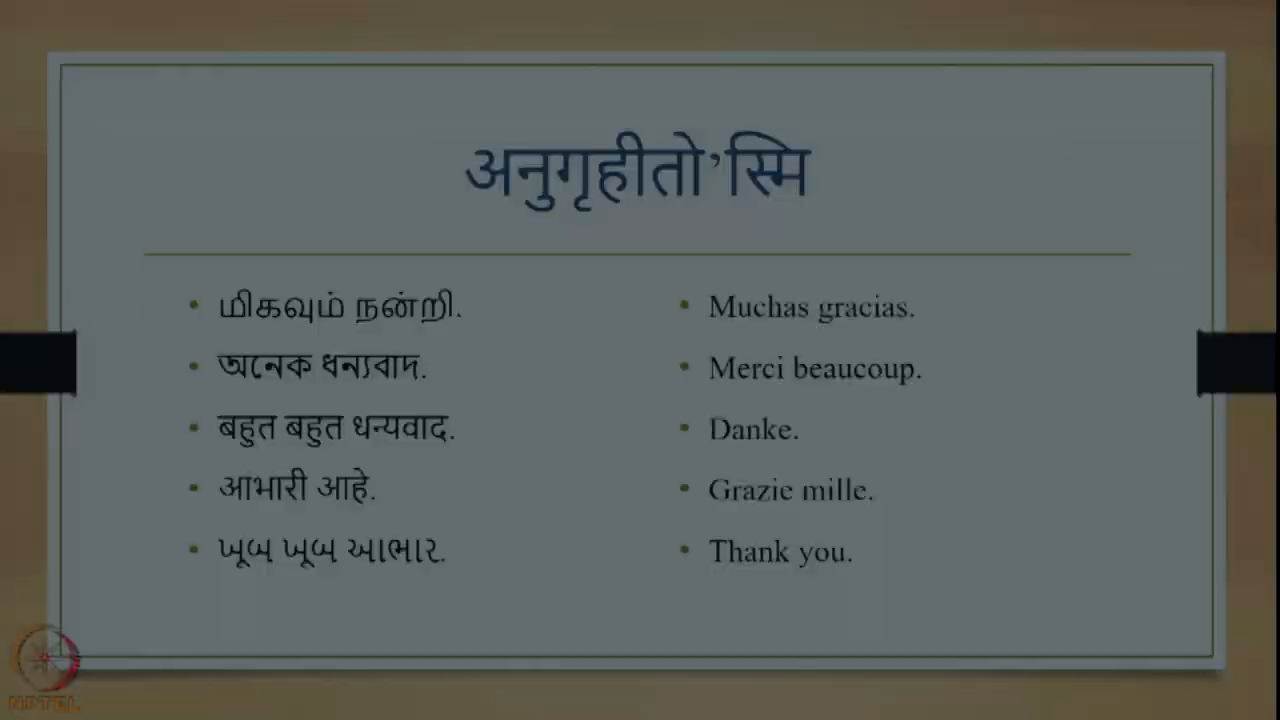 अनुगृहीतो’स्मि
மிகவும் நன்றி.
অনেক ধন্যবাদ.
बहुत बहुत धन्यवाद.
आभारी आहे.
ખૂબ ખૂબ આભાર.
Muchas gracias.
Merci beaucoup.
Danke.
Grazie mille.
Thank you.
NPTEL